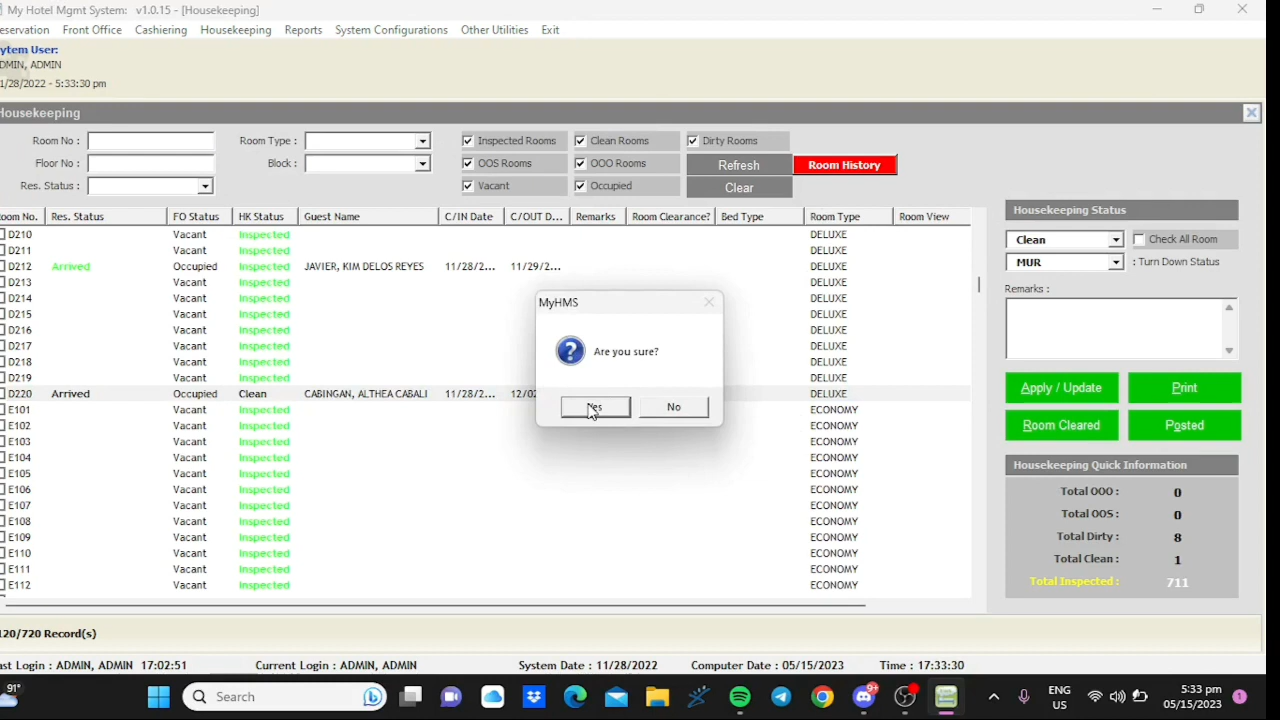 My Hotel Mgmt System: v1.0.15 - [Housekeeping]
eservation Front Office Cashiering Housekeeping Reports System Configurations Other Utilities Exit
ytem User:
DMIN, ADMIN
1/28/2022 - 5:33:30 pm
Housekeeping
Room No : Room Type : Inspected Rooms Clean Rooms Dirty Rooms
Floor No : Block : OOS Rooms OOO Rooms Refresh Room History
Res. Status : Vacant Occupied Clear
oom No. Res. Status FO Status HK Status Guest Name C/IN Date C/OUT D... Remarks Room Clearance? Bed Type Room Type Room View
D210 Vacant Inspected DELUXE
D211 Vacant Inspected DELUXE
D212 Arrived Occupied Inspected JAVIER, KIM DELOS REYES 11/28/2... 11/29/2... DELUXE
D213 Vacant Inspected DELUXE
D214 Vacant Inspected DELUXE
D215 Vacant Inspected DELUXE
D216 Vacant Inspected DELUXE
D217 Vacant Inspected DELUXE
D218 Vacant Inspected DELUXE
D219 Vacant Inspected DELUXE
D220 Arrived Occupied Clean CABINGAN, ALTHEA CABALI 11/28/2... 12/02 DELUXE
E101 Vacant Inspected ECONOMY
E102 Vacant Inspected ECONOMY
E103 Vacant Inspected ECONOMY
E104 Vacant Inspected ECONOMY
E105 Vacant Inspected ECONOMY
E106 Vacant Inspected ECONOMY
E107 Vacant Inspected ECONOMY
E108 Vacant Inspected ECONOMY
E109 Vacant Inspected ECONOMY
E110 Vacant Inspected ECONOMY
E111 Vacant Inspected ECONOMY
E112 Vacant Inspected ECONOMY
MyHMS
Are you sure?
Yes No
Housekeeping Status
Clean Check All Room
MUR : Turn Down Status
Remarks :
Apply / Update Print
Room Cleared Posted
Housekeeping Quick Information
Total OOO : 0
Total OOS : 0
Total Dirty : 8
Total Clean : 1
Total Inspected : 711
120/720 Record(s)
ast Login : ADMIN, ADMIN 17:02:51 Current Login : ADMIN, ADMIN System Date : 11/28/2022 Computer Date : 05/15/2023 Time : 17:33:30
91° Search 9+ ENG 5:33 pm 1
US 05/15/2023